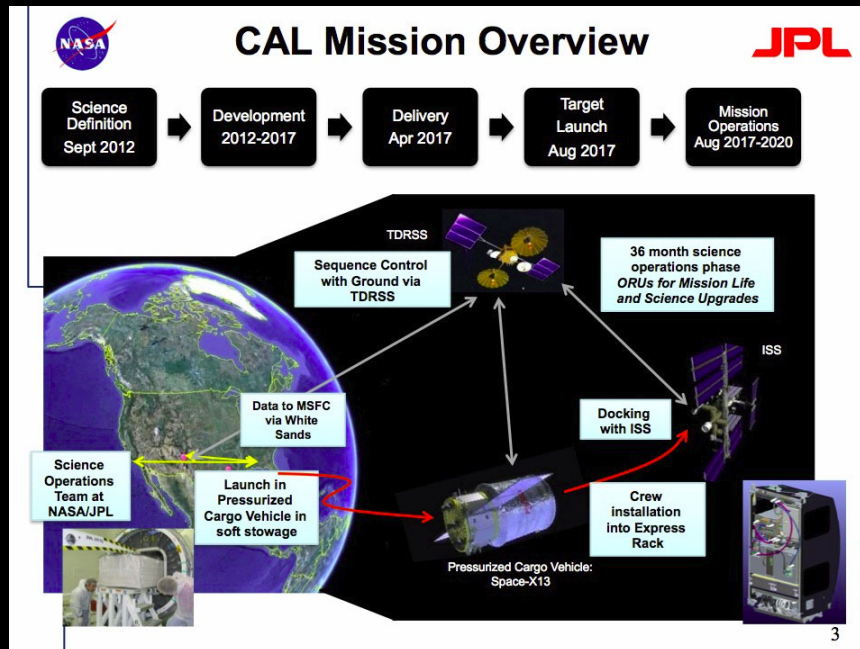 NASA
CAL Mission Overview
JPL
Science
Definition
Sept 2012
Development
2012-2017
Delivery
Apr 2017
Target
Launch
Aug 2017
Mission
Operations
Aug 2017-2020
TDRSS
Sequence Control
with Ground via
TDRSS
36 month science
operations phase
ORUs for Mission Life
and Science Upgrades
ISS
Data to MSFC
via White
Sands
Docking
with ISS
Science
Operations
Team at
NASA/JPL
Launch in
Pressurized
Cargo Vehicle in
soft stowage
Crew
installation
into Express
Rack
Pressurized Cargo Vehicle:
Space-X13
3